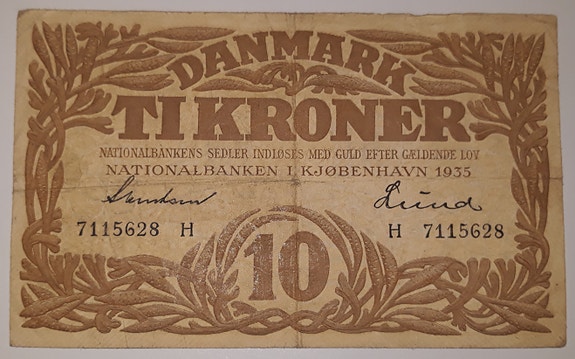 DANMARK
TI KRONER
NATIONALBANKENS SEDLER INDLØSES MED GULD EFTER GÆLDENDE LOV
NATIONALBANKEN I KJØBENHAVN 1935
Lund
7115628 H H 7115628
10